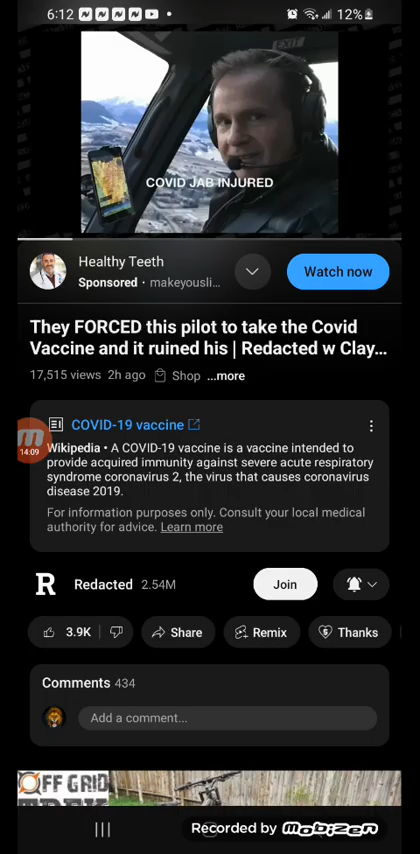 6:12
12%
EXIT
COVID JAB INJURED
Healthy Teeth
Sponsored · makeyousli...
Watch now
They FORCED this pilot to take the Covid
Vaccine and it ruined his | Redacted w Clay...
17,515 views 2h ago Shop ...more
COVID-19 vaccine
Wikipedia • A COVID-19 vaccine is a vaccine intended to
provide acquired immunity against severe acute respiratory
syndrome coronavirus 2, the virus that causes coronavirus
disease 2019.
14:09
For information purposes only. Consult your local medical
authority for advice. Learn more
R
Redacted 2.54M
Join
3.9K
Share
Remix
Thanks
Comments 434
Add a comment...
OFF GRID
TREK
Recorded by mobizen